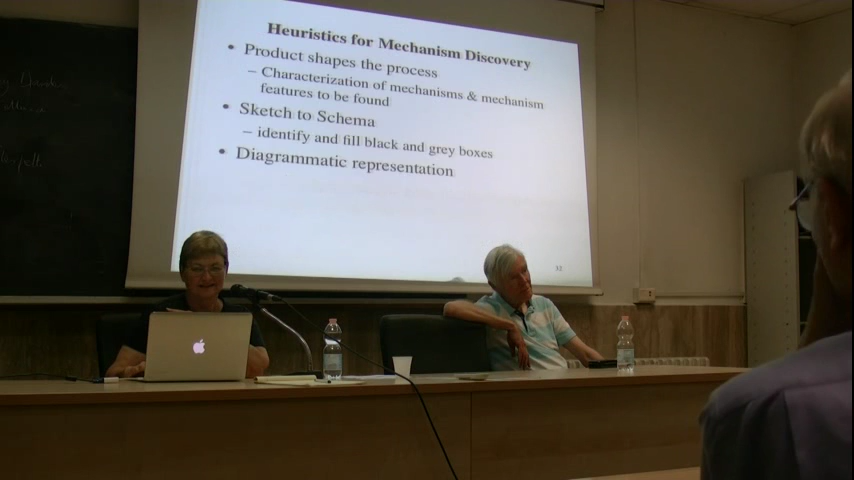 Heuristics for Mechanism Discovery
• Product shapes the process
– Characterization of mechanisms & mechanism
features to be found
• Sketch to Schema
– identify and fill black and grey boxes
• Diagrammatic representation
32